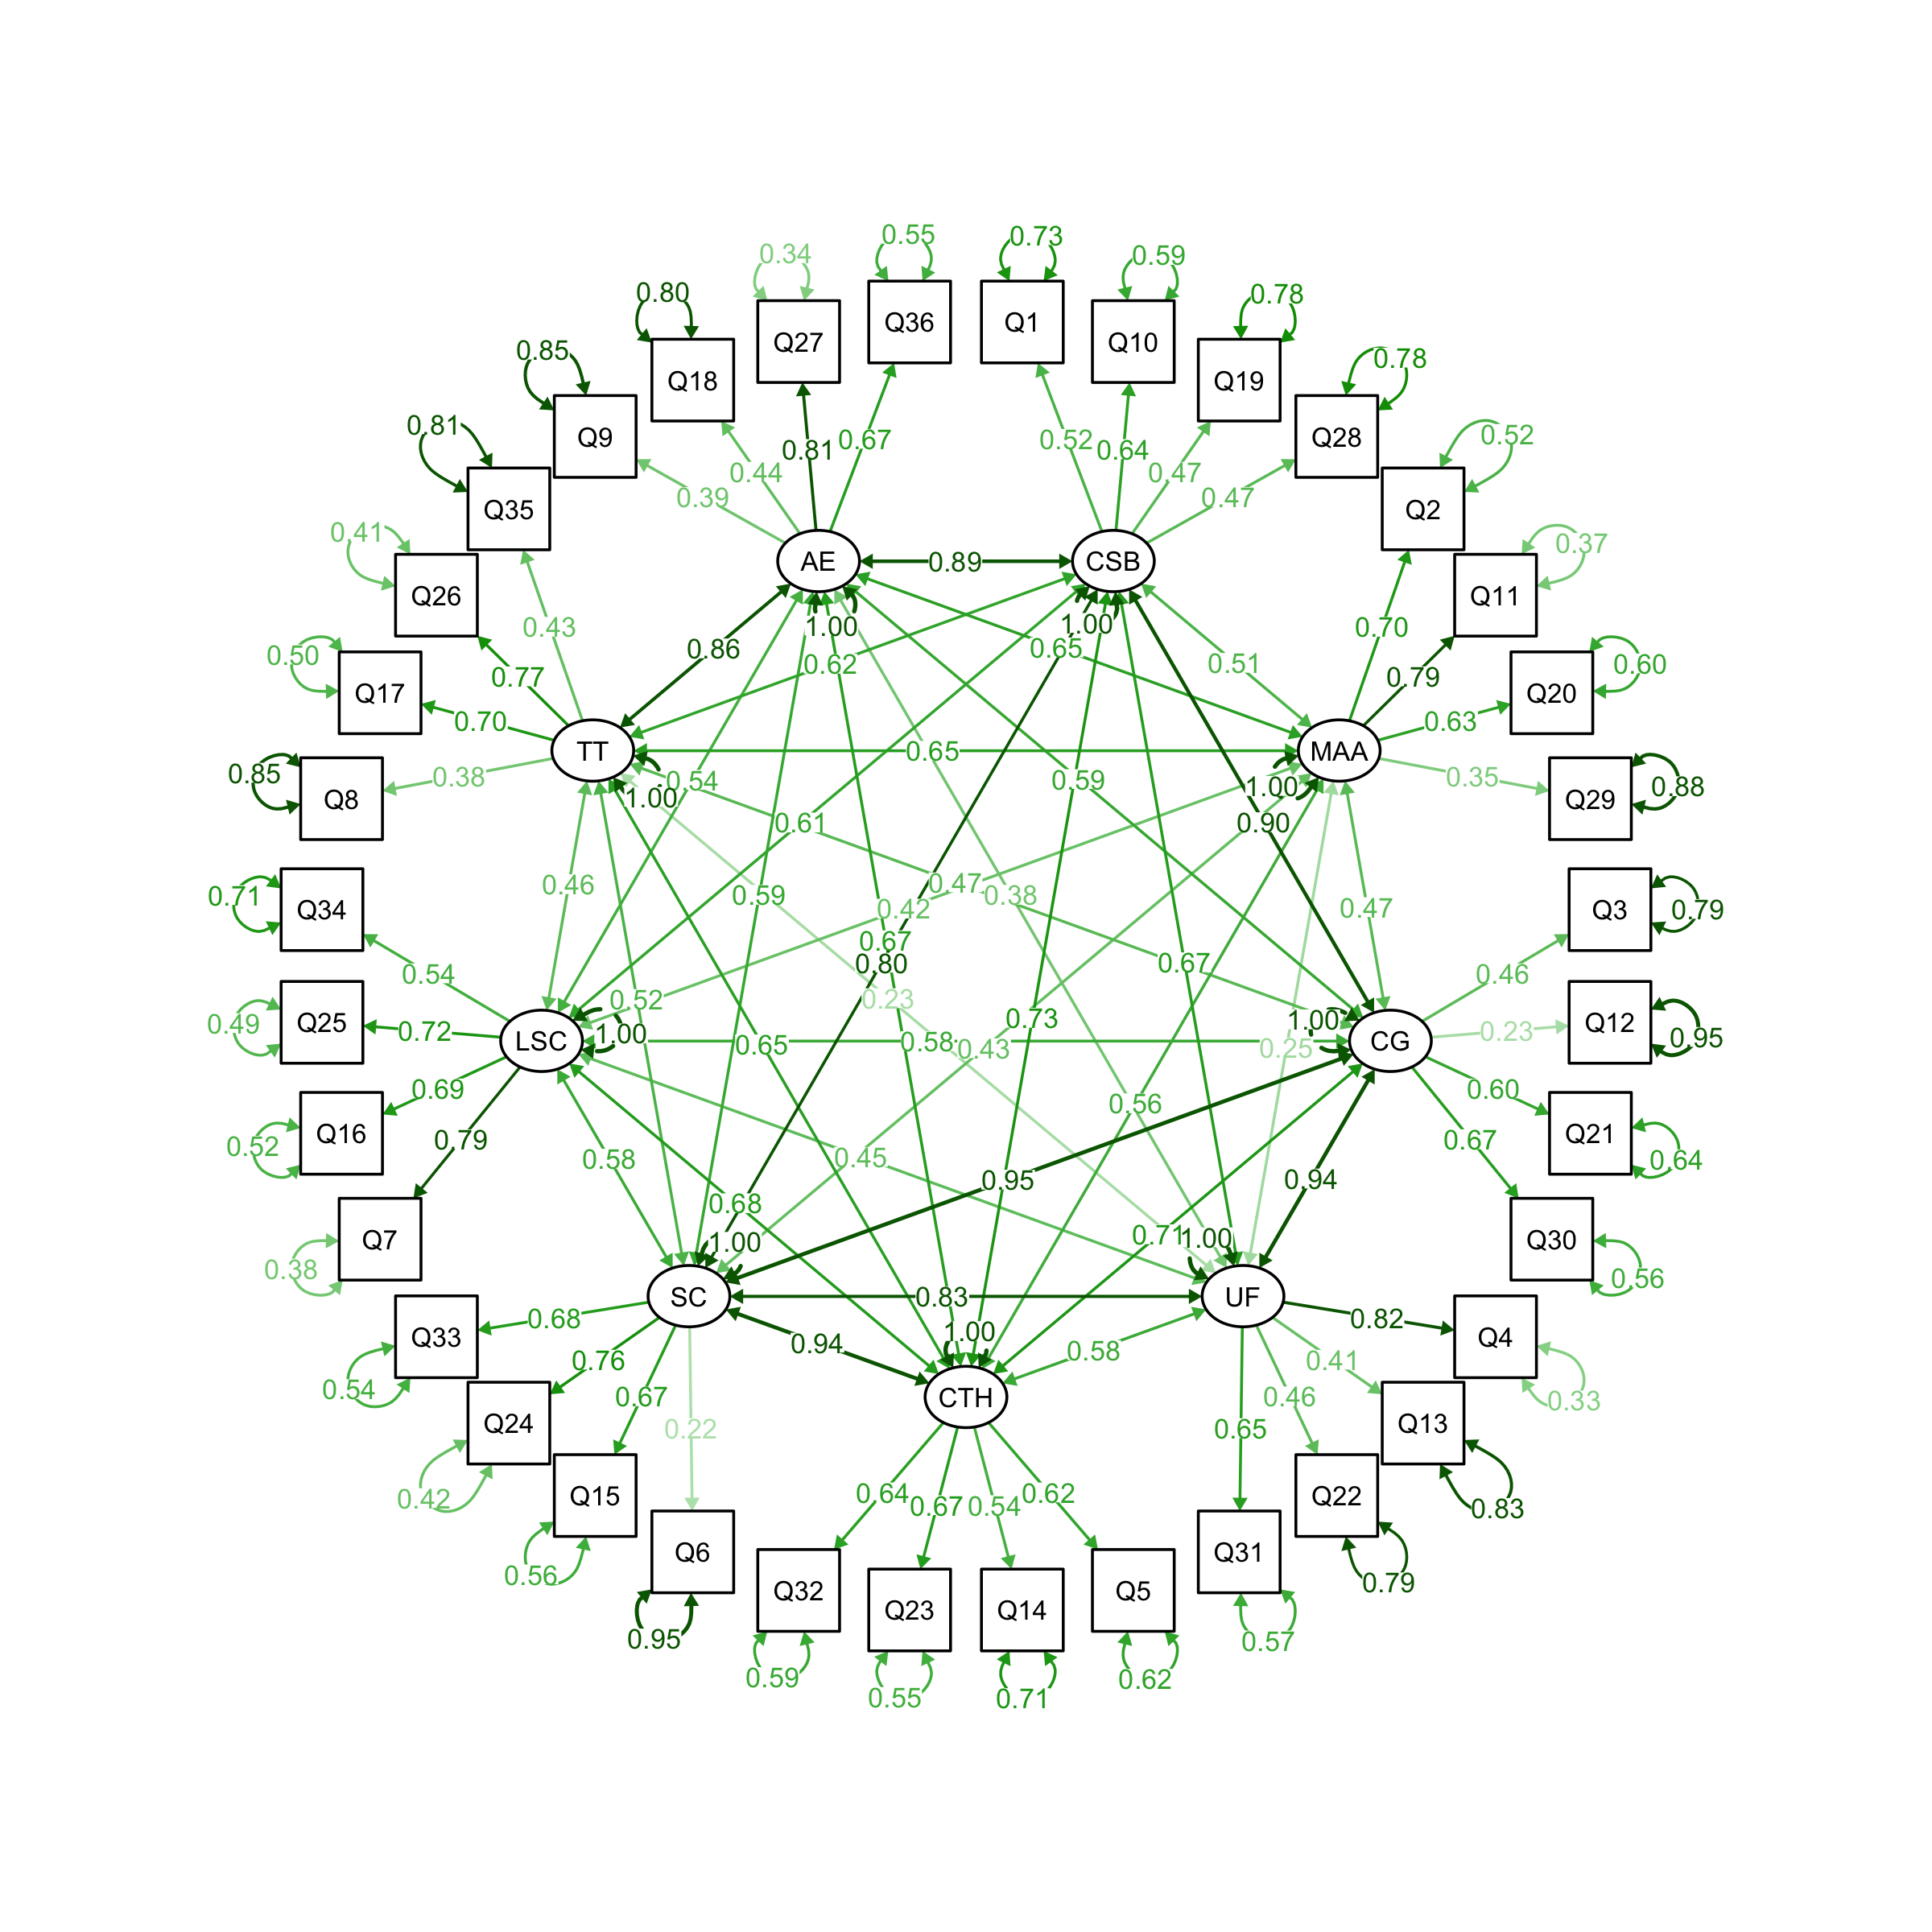 0.55 0.73
0.34 0.59
0.80 0.78
Q36 Q1
Q27 Q10
0.85 0.78
Q18 Q19
0.81 0.52
Q9 Q28
0.81 0.67 0.52 0.64
0.44 0.47
0.39 0.47
Q35 Q2
0.41 0.37
AE 0.89 CSB
Q26 Q11
0.43 1.00 1.00 0.70
0.50 0.86 0.62 0.65 0.51 0.60
0.77 0.79
Q17 Q20
0.70 0.63
TT 0.65 MAA
0.85 0.38 0.54 0.59 0.35
Q8 1.00 1.00 0.88
Q29
0.61 0.90
0.46 0.59 0.47 0.38
0.71 Q34 0.42 0.47 Q3 0.79
0.67
0.80 0.67
0.54 0.46
0.52 0.23
0.49 Q25 0.73 1.00 Q12
0.72 1.00 0.23 0.95
LSC 0.65 0.58 0.43 0.25 CG
0.69 0.56 0.60
0.52 Q16 0.79 0.67 Q21 0.64
0.58 0.45
0.95 0.94
0.68
Q7 1.00 0.71 1.00 Q30
0.38 0.56
SC 0.83 UF
0.68 1.00 0.82
Q33 0.94 0.58 Q4
0.76 0.41
0.54 0.67 CTH 0.46 0.33
Q24 0.22 0.65 Q13
0.42 Q15 0.64 0.67 0.54 0.62 Q22 0.83
Q6 Q31
0.56 Q32 Q5 0.79
Q23 Q14
0.95 0.57
0.59 0.62
0.55 0.71